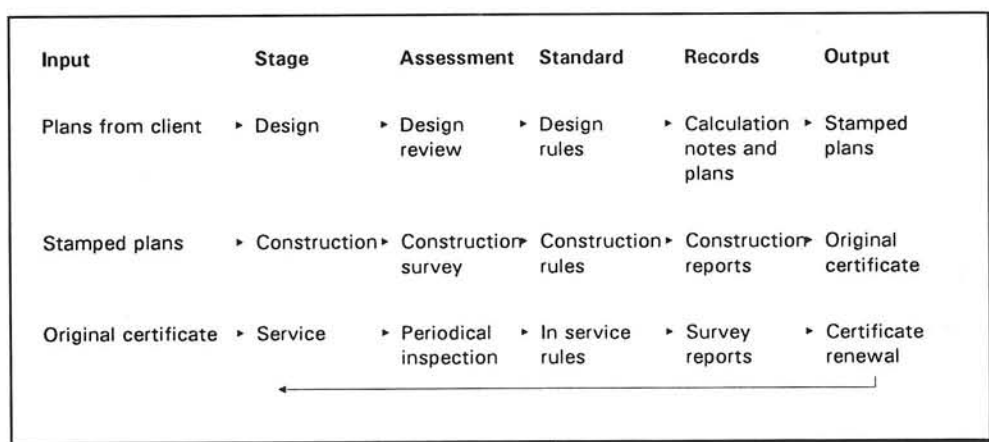 Input Stage Assessment Standard Records Output
Plans from client ▸ Design ▸ Design ▸ Design ▸ Calculation ▸ Stamped
review rules notes and plans
plans
Stamped plans ▸ Construction ▸ Construction ▸ Construction ▸ Construction ▸ Original
survey rules reports certificate
Original certificate ▸ Service ▸ Periodical ▸ In service ▸ Survey ▸ Certificate
inspection rules reports renewal